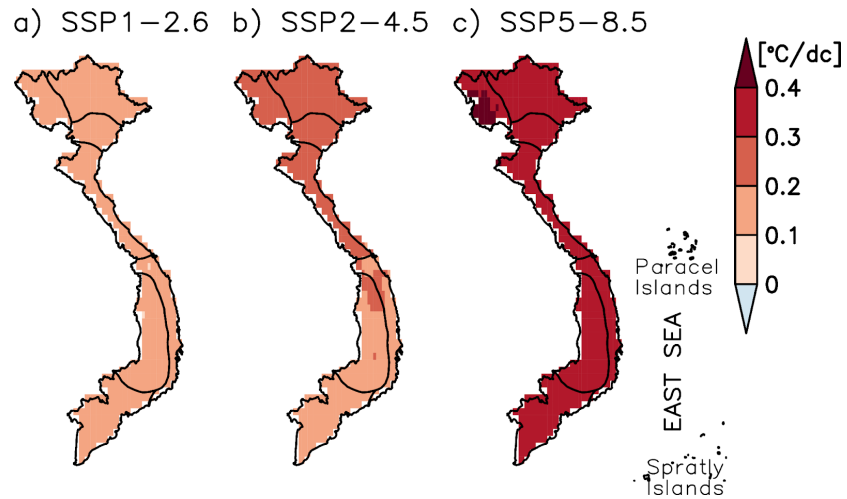 a) SSP1−2.6 b) SSP2−4.5 c) SSP5−8.5
[°C/dc]
0.4
0.3
0.2
0.1
0
Paracel
Islands
EAST SEA
Spratly
Islands